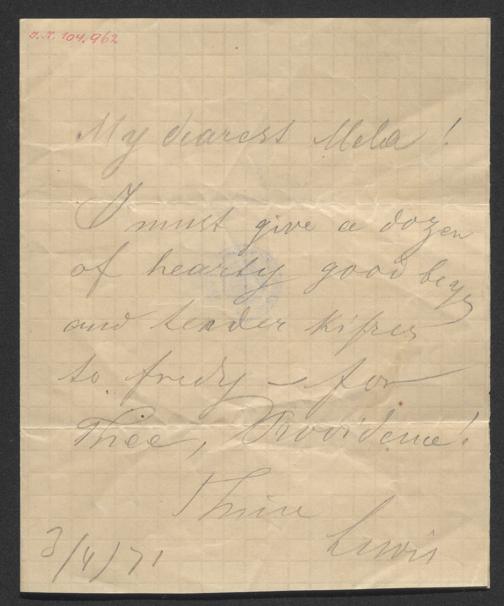 a.N. 104.962
My dearest Mela!
I must give a dozen
of hearty good beys
and tender kisses
to fredy – for
Thee, Providence!
Thine
Lewis
3/4/71